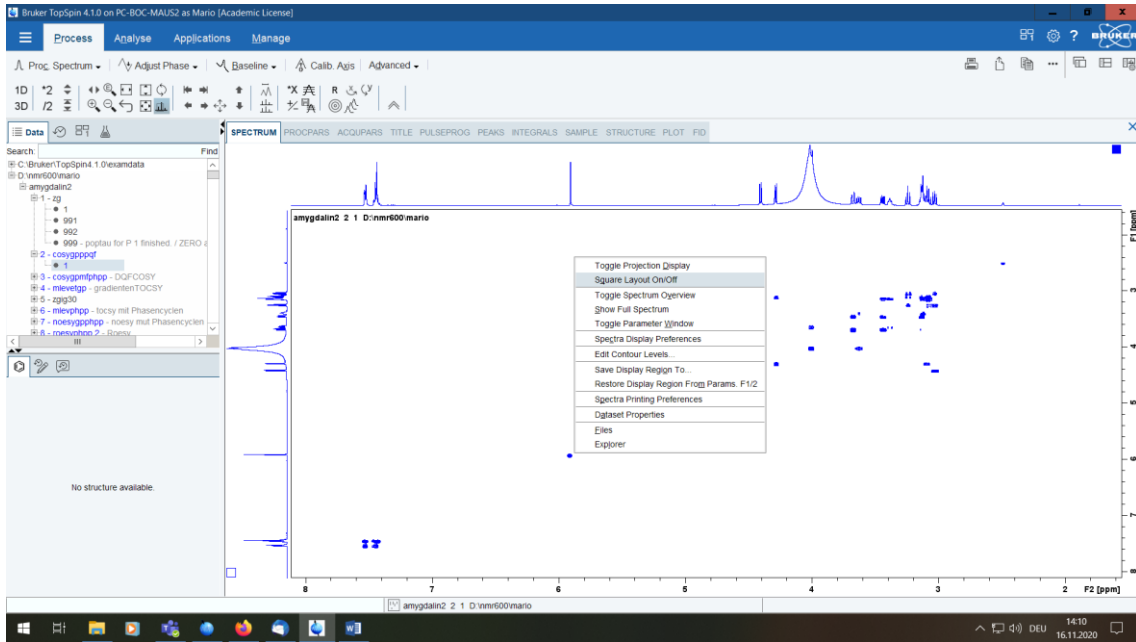 Bruker TopSpin 4.1.0 on PC-BOC-MAUS2 as Mario [Academic License]
Process Analyse Applications Manage
?
BRUKER
Proc. Spectrum Adjust Phase Baseline Calib. Axis Advanced
1D *2 *X R
3D /2
Data
SPECTRUM PROCPARS ACQUPARS TITLE PULSEPROG PEAKS INTEGRALS SAMPLE STRUCTURE PLOT FID
Search: Find
C:\Bruker\TopSpin4.1.0\examdata
D:\nmr600\mario
amygdalin2
1 - zg
1
991
992
999 - poptau for P 1 finished. / ZERO
2 - cosygpppqf
1
3 - cosygpmfphpp - DQFCOSY
4 - mlevetgp - gradientenTOCSY
5 - zgig30
6 - mlevphpp - tocsy mit Phasencyclen
7 - noesygpphpp - noesy mut Phasencyclen
8 - roesyphpp.2 - Roesy
No structure available.
amygdalin2 2 1 D:\nmr600\mario
Toggle Projection Display
Square Layout On/Off
Toggle Spectrum Overview
Show Full Spectrum
Toggle Parameter Window
Spectra Display Preferences
Edit Contour Levels...
Save Display Region To...
Restore Display Region From Params. F1/2
Spectra Printing Preferences
Dataset Properties
Files
Explorer
F1 [ppm]
3
4
5
6
7
8
8 7 6 5 4 3 2 F2 [ppm]
amygdalin2 2 1 D:\nmr600\mario
DEU
14:10
16.11.2020